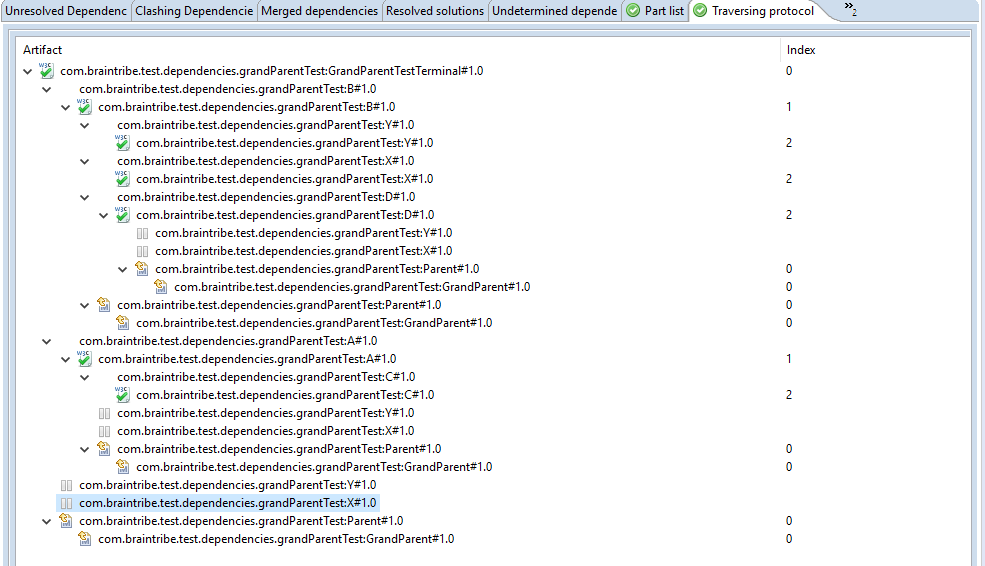 Unresolved Dependenc Clashing Dependencie Merged dependencies Resolved solutions Undetermined depende Part list Traversing protocol »2
Artifact Index
com.braintribe.test.dependencies.grandParentTest:GrandParentTestTerminal#1.0 0
com.braintribe.test.dependencies.grandParentTest:B#1.0
com.braintribe.test.dependencies.grandParentTest:B#1.0 1
com.braintribe.test.dependencies.grandParentTest:Y#1.0
com.braintribe.test.dependencies.grandParentTest:Y#1.0 2
com.braintribe.test.dependencies.grandParentTest:X#1.0
com.braintribe.test.dependencies.grandParentTest:X#1.0 2
com.braintribe.test.dependencies.grandParentTest:D#1.0
com.braintribe.test.dependencies.grandParentTest:D#1.0 2
com.braintribe.test.dependencies.grandParentTest:Y#1.0
com.braintribe.test.dependencies.grandParentTest:X#1.0
com.braintribe.test.dependencies.grandParentTest:Parent#1.0 0
com.braintribe.test.dependencies.grandParentTest:GrandParent#1.0 0
com.braintribe.test.dependencies.grandParentTest:Parent#1.0 0
com.braintribe.test.dependencies.grandParentTest:GrandParent#1.0 0
com.braintribe.test.dependencies.grandParentTest:A#1.0
com.braintribe.test.dependencies.grandParentTest:A#1.0 1
com.braintribe.test.dependencies.grandParentTest:C#1.0
com.braintribe.test.dependencies.grandParentTest:C#1.0 2
com.braintribe.test.dependencies.grandParentTest:Y#1.0
com.braintribe.test.dependencies.grandParentTest:X#1.0
com.braintribe.test.dependencies.grandParentTest:Parent#1.0 0
com.braintribe.test.dependencies.grandParentTest:GrandParent#1.0 0
com.braintribe.test.dependencies.grandParentTest:Y#1.0
com.braintribe.test.dependencies.grandParentTest:X#1.0
com.braintribe.test.dependencies.grandParentTest:Parent#1.0 0
com.braintribe.test.dependencies.grandParentTest:GrandParent#1.0 0